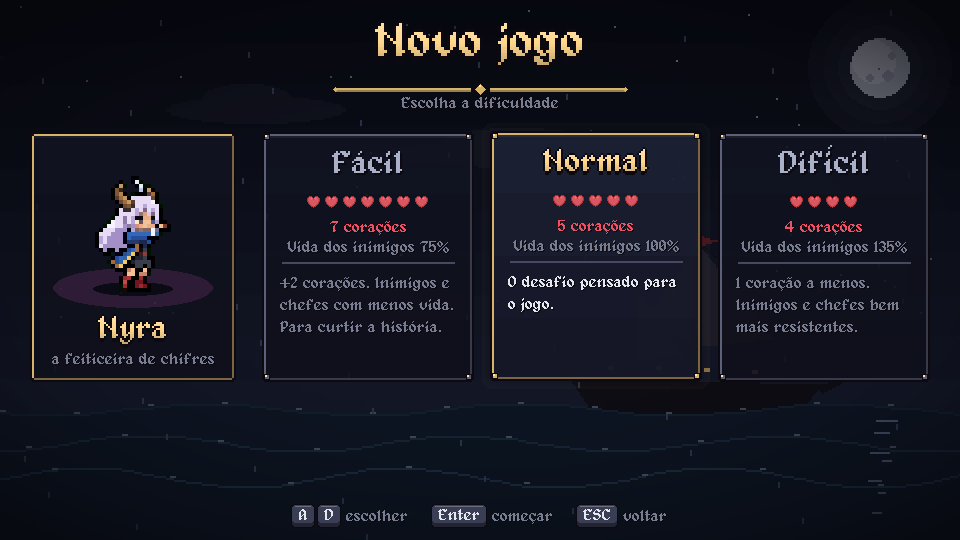 Novo jogo
Escolha a dificuldade
Nyra
a feiticeira de chifres
Fácil
7 corações
Vida dos inimigos 75%
+2 corações. Inimigos e
chefes com menos vida.
Para curtir a história.
Normal
5 corações
Vida dos inimigos 100%
O desafio pensado para
o jogo.
Difícil
4 corações
Vida dos inimigos 135%
1 coração a menos.
Inimigos e chefes bem
mais resistentes.
A D escolher Enter começar ESC voltar